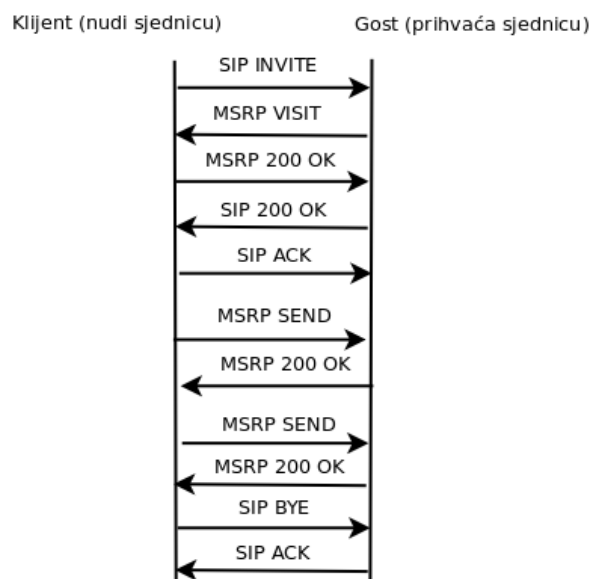 Klijent (nudi sjednicu)
Gost (prihvaća sjednicu)
SIP INVITE
MSRP VISIT
MSRP 200 OK
SIP 200 OK
SIP ACK
MSRP SEND
MSRP 200 OK
MSRP SEND
MSRP 200 OK
SIP BYE
SIP ACK